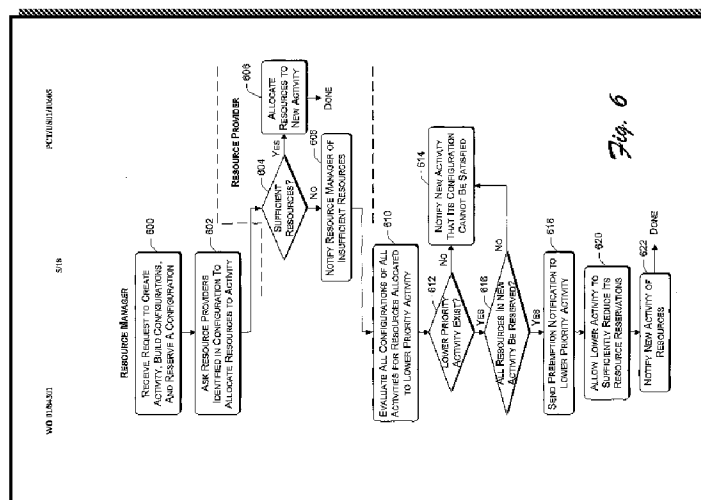 WO 01/84301
5/18
PCT/US01/10605
RESOURCE MANAGER
600
RECEIVE REQUEST TO CREATE
ACTIVITY, BUILD CONFIGURATIONS,
AND RESERVE A CONFIGURATION
602
ASK RESOURCE PROVIDERS
IDENTIFIED IN CONFIGURATION TO
ALLOCATE RESOURCES TO ACTIVITY
RESOURCE PROVIDER
604
SUFFICIENT
RESOURCES?
YES
606
ALLOCATE
RESOURCES TO
NEW ACTIVITY
DONE
NO
608
NOTIFY RESOURCE MANAGER OF
INSUFFICIENT RESOURCES
610
EVALUATE ALL CONFIGURATIONS OF ALL
ACTIVITIES FOR RESOURCES ALLOCATED
TO LOWER PRIORITY ACTIVITY
612
LOWER PRIORITY
ACTIVITY EXIST?
NO
614
NOTIFY NEW ACTIVITY
THAT ITS CONFIGURATION
CANNOT BE SATISFIED
YES
616
ALL RESOURCES IN NEW
ACTIVITY BE RESERVED?
NO
YES
618
SEND PREEMPTION NOTIFICATION TO
LOWER PRIORITY ACTIVITY
620
ALLOW LOWER ACTIVITY TO
SUFFICIENTLY REDUCE ITS
RESOURCE RESERVATIONS
622
NOTIFY NEW ACTIVITY OF
RESOURCES
DONE
Fig. 6